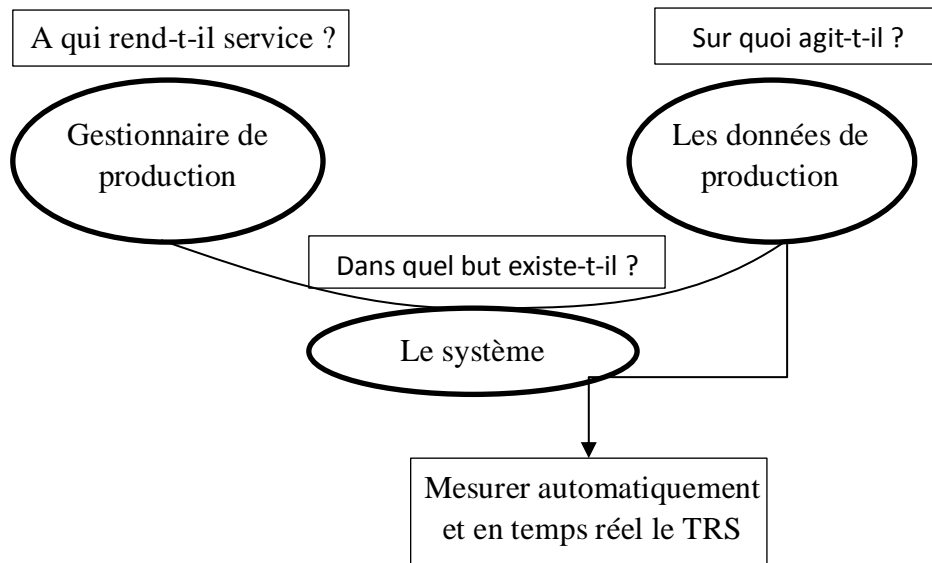 A qui rend-t-il service ?
Sur quoi agit-t-il ?
Gestionnaire de
production
Les données de
production
Dans quel but existe-t-il ?
Le système
Mesurer automatiquement
et en temps réel le TRS